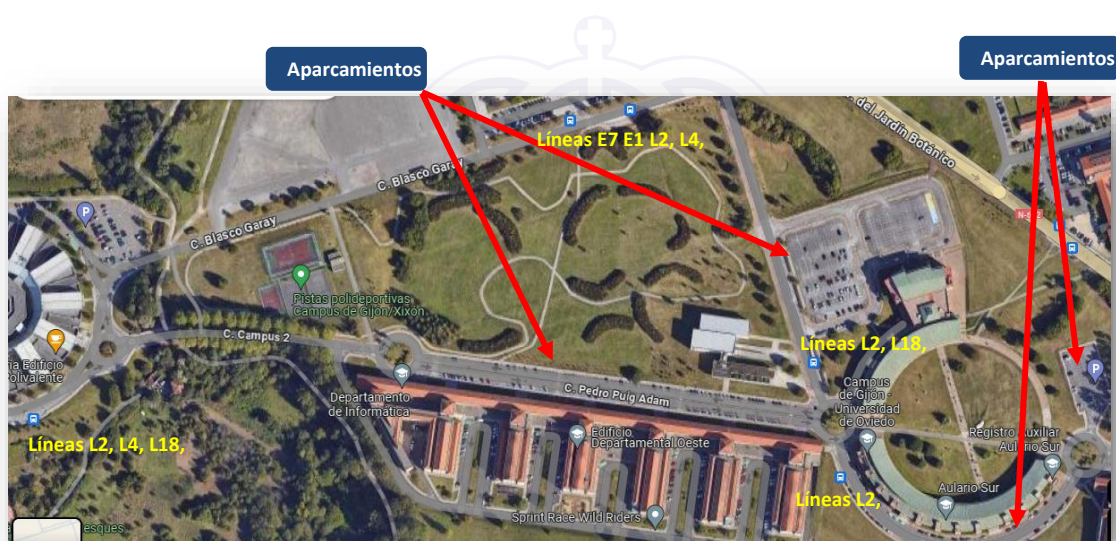 Aparcamientos
Aparcamientos
Líneas E7 E1 L2, L4,
del Jardín Botánico
C. Blasco Garay
C. Blasco Garay
P
Pistas polideportivas
Campus de Gijón/Xixón
C. Campus 2
Edificio
olivalente
Departamento
de Informática
C. Pedro Puig Adam
Líneas L2, L18,
P
Campus
de Gijón -
Universidad
de Oviedo
Líneas L2, L4, L18,
Edificio
Departamental Oeste
Registro Auxiliar
Aulario Sur
Aulario Sur
Líneas L2,
Sprint Race Wild Riders
esques